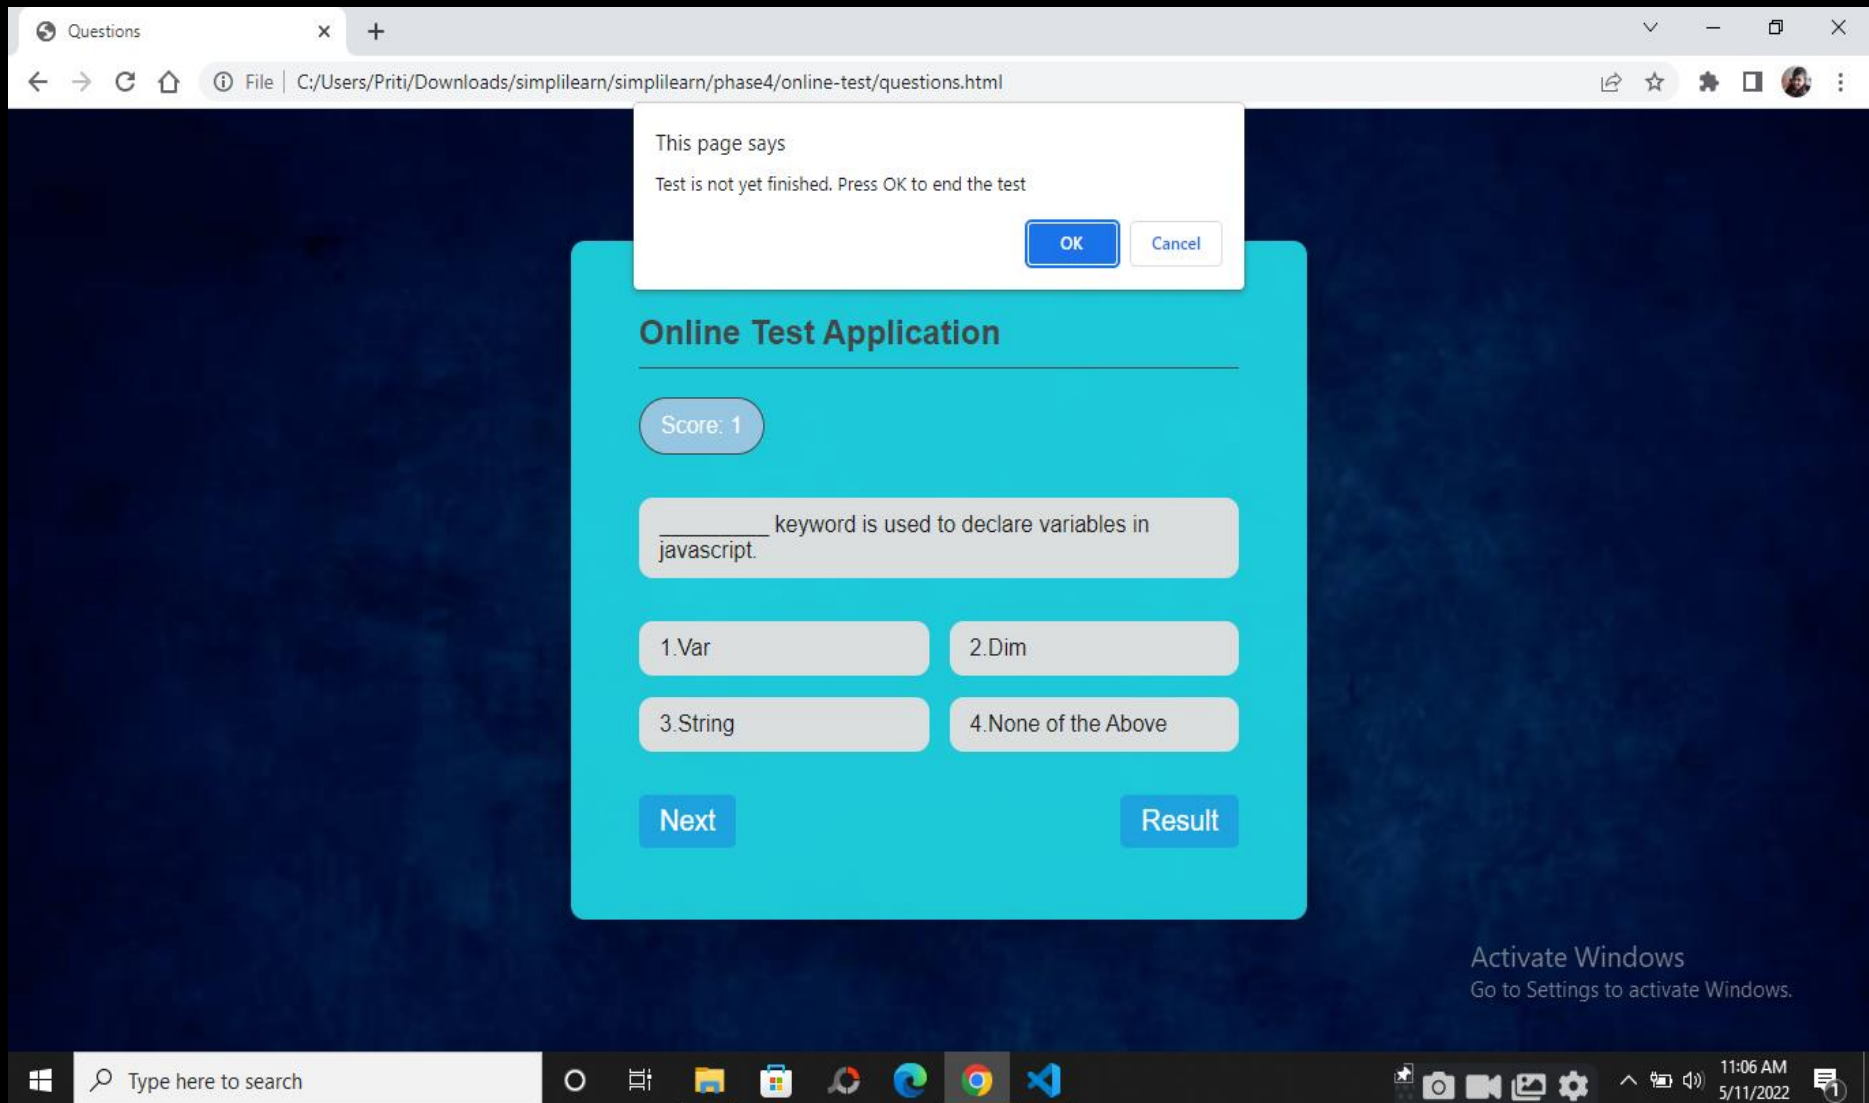 Questions
File C:/Users/Priti/Downloads/simplilearn/simplilearn/phase4/online-test/questions.html
This page says
Test is not yet finished. Press OK to end the test
OK Cancel
Online Test Application
Score: 1
_________ keyword is used to declare variables in
javascript.
1.Var 2.Dim
3.String 4.None of the Above
Next Result
Activate Windows
Go to Settings to activate Windows.
Type here to search
11:06 AM
5/11/2022
1